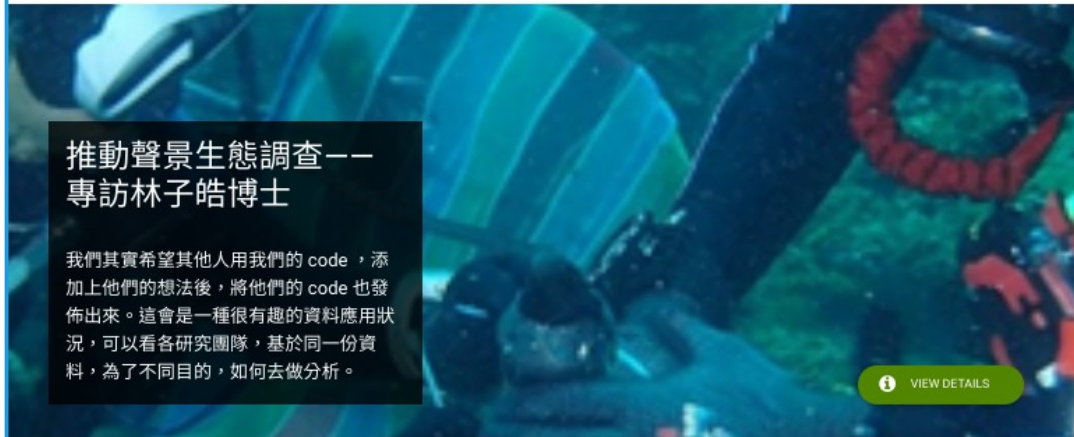 推動聲景生態調查——
專訪林子皓博士
我們其實希望其他人用我們的 code ，添
加上他們的想法後，將他們的 code 也發
佈出來。這會是一種很有趣的資料應用狀
況，可以看各研究團隊，基於同一份資
料，為了不同目的，如何去做分析。
VIEW DETAILS